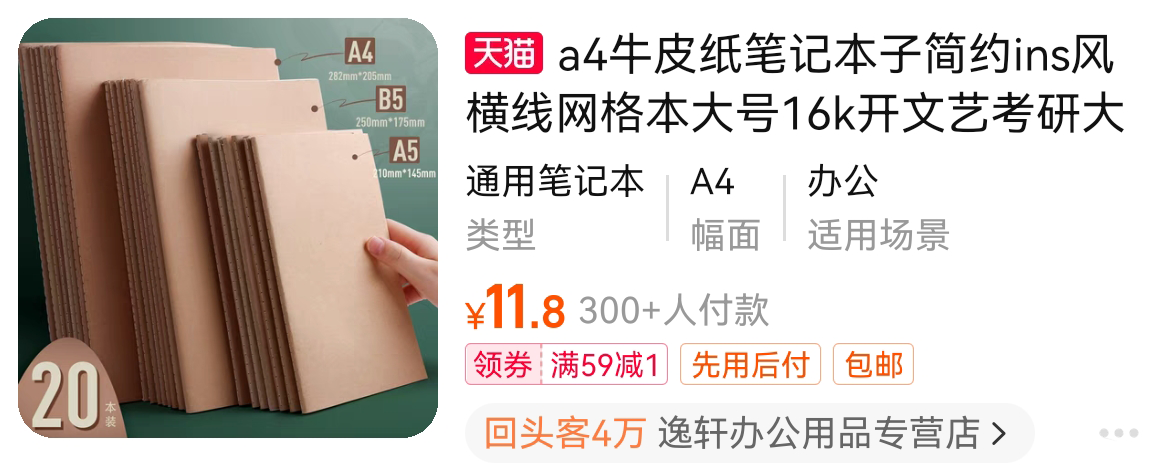 A4
282mm*205mm
B5
250mm*175mm
A5
210mm*145mm
20
本装
天猫 a4牛皮纸笔记本子简约ins风
横线网格本大号16k开文艺考研大
通用笔记本 A4 办公
类型 幅面 适用场景
¥11.8 300+人付款
领券 满59减1 先用后付 包邮
回头客4万 逸轩办公用品专营店